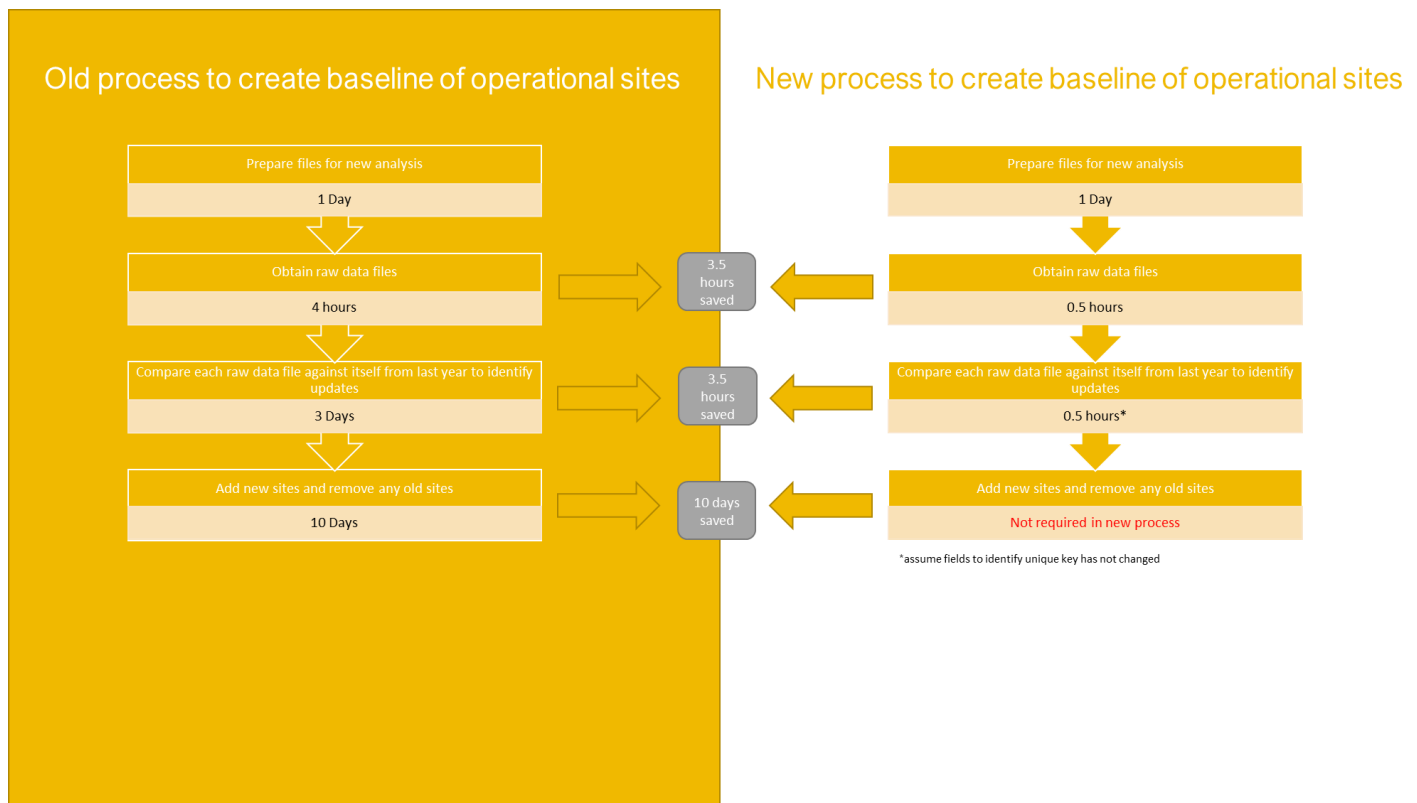 Old process to create baseline of operational sites
Prepare files for new analysis
1 Day
Obtain raw data files
4 hours
Compare each raw data file against itself from last year to identify
updates
3 Days
Add new sites and remove any old sites
10 Days
3.5
hours
saved
3.5
hours
saved
10 days
saved
New process to create baseline of operational sites
Prepare files for new analysis
1 Day
Obtain raw data files
0.5 hours
Compare each raw data file against itself from last year to identify
updates
0.5 hours*
Add new sites and remove any old sites
Not required in new process
*assume fields to identify unique key has not changed